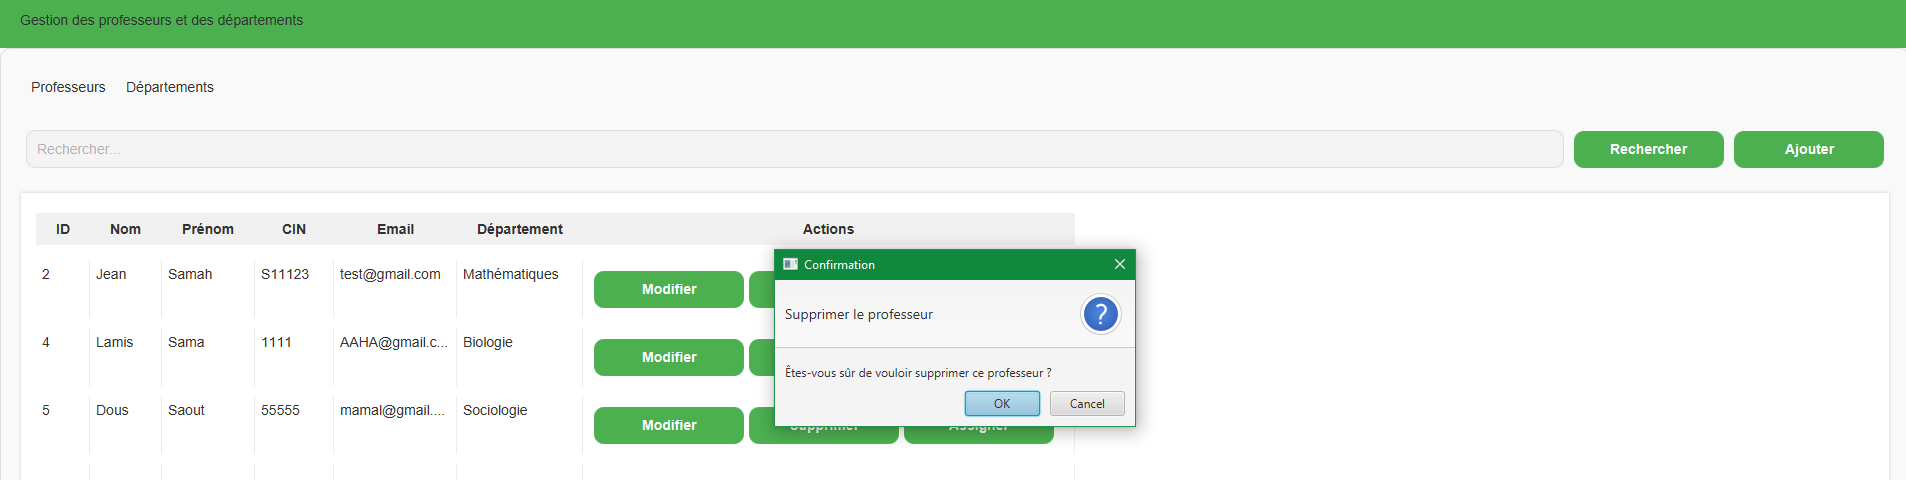 Gestion des professeurs et des départements
Professeurs Départements
Rechercher...
Rechercher
Ajouter
ID Nom Prénom CIN Email Département Actions
Confirmation
2 Jean Samah S11123 test@gmail.com Mathématiques Modifier
Supprimer le professeur
?
4 Lamis Sama 1111 AAHA@gmail.c... Biologie Modifier
Êtes-vous sûr de vouloir supprimer ce professeur ?
OK Cancel
5 Dous Saout 55555 mamal@gmail.... Sociologie Modifier Supprimer Assigner